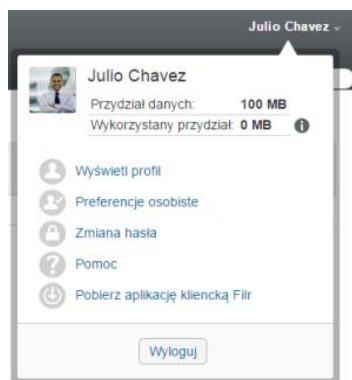 Julio Chavez
Julio Chavez
Przydział danych: 100 MB
Wykorzystany przydział: 0 MB
Wyświetl profil
Preferencje osobiste
Zmiana hasła
Pomoc
Pobierz aplikację kliencką Filr
Wyloguj